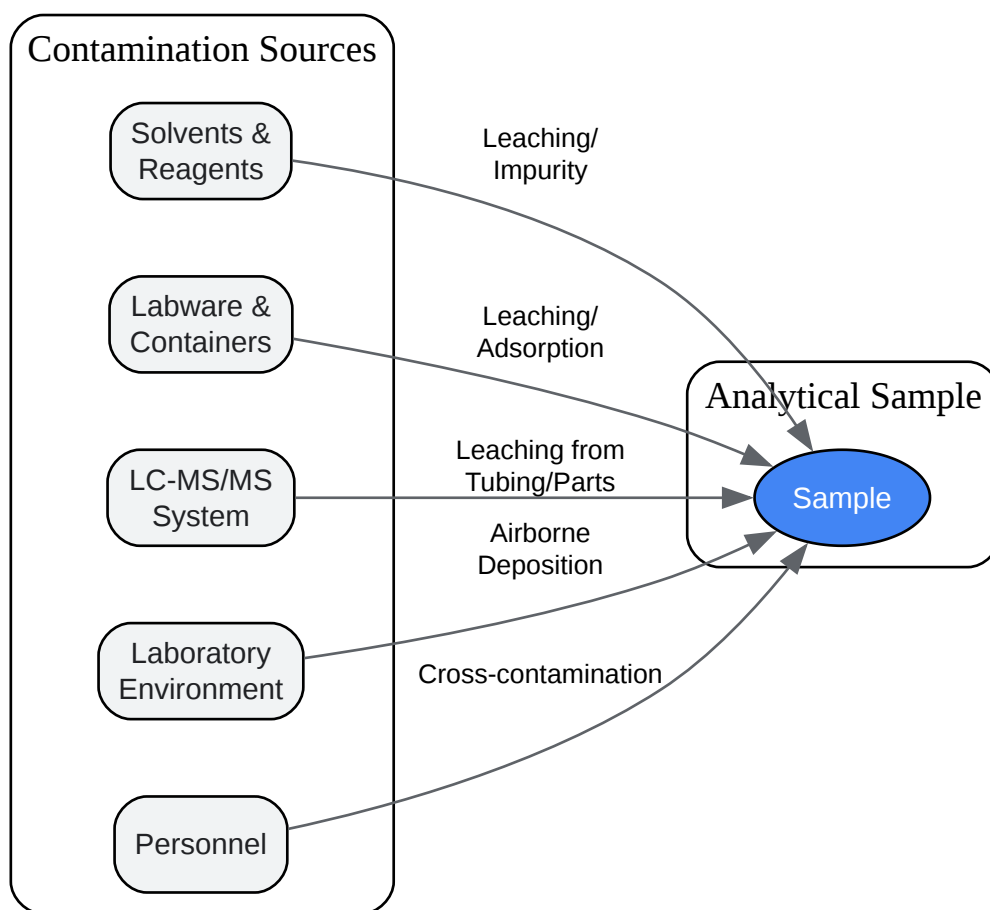 Contamination Sources
Solvents &
Reagents
Leaching/
Impurity
Labware &
Containers
Leaching/
Adsorption
Analytical Sample
LC-MS/MS
System
Leaching from
Tubing/Parts
Sample
Airborne
Deposition
Laboratory
Environment
Cross-contamination
Personnel